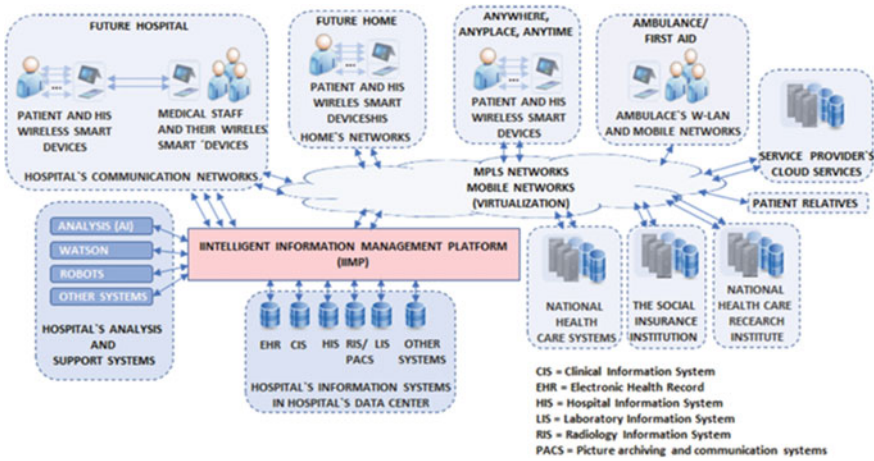 FUTURE HOSPITAL
PATIENT AND HIS
WIRELESS SMART
DEVICES
MEDICAL STAFF
AND THEIR WIRELES
SMART ´DEVICES
HOSPITAL`S COMMUNICATION NETWORKS
FUTURE HOME
PATIENT AND HIS
WIRELES SMART
DEVICESHIS
HOME`S NETWORKS
ANYWHERE,
ANYPLACE, ANYTIME
PATIENT AND HIS
WIRELESS SMART
DEVICES
AMBULANCE/
FIRST AID
AMBULACE`S W-LAN
AND MOBILE NETWORKS
SERVICE PROVIDER`S
CLOUD SERVICES
MPLS NETWORKS
MOBILE NETWORKS
(VIRTUALIZATION)
PATIENT RELATIVES
ANALYSIS (AI)
WATSON
ROBOTS
OTHER SYSTEMS
HOSPITAL`S ANALYSIS
AND
SUPPORT SYSTEMS
IINTELLIGENT INFORMATION MANAGEMENT PLATFORM
(IIMP)
EHR
CIS
HIS
RIS/
PACS
LIS
OTHER
SYSTEMS
HOSPITAL`S INFORMATION SYSTEMS
IN HOSPITAL`S DATA CENTER
NATIONAL
HEALTH
CARE SYSTEMS
THE SOCIAL
INSURANCE
INSTITUTION
NATIONAL
HEALTH CARE
RECEARCH
INSTITUTE
CIS = Clinical Information System
EHR = Electronic Health Record
HIS = Hospital Information System
LIS = Laboratory Information System
RIS = Radiology Information System
PACS = Picture archiving and communication systems